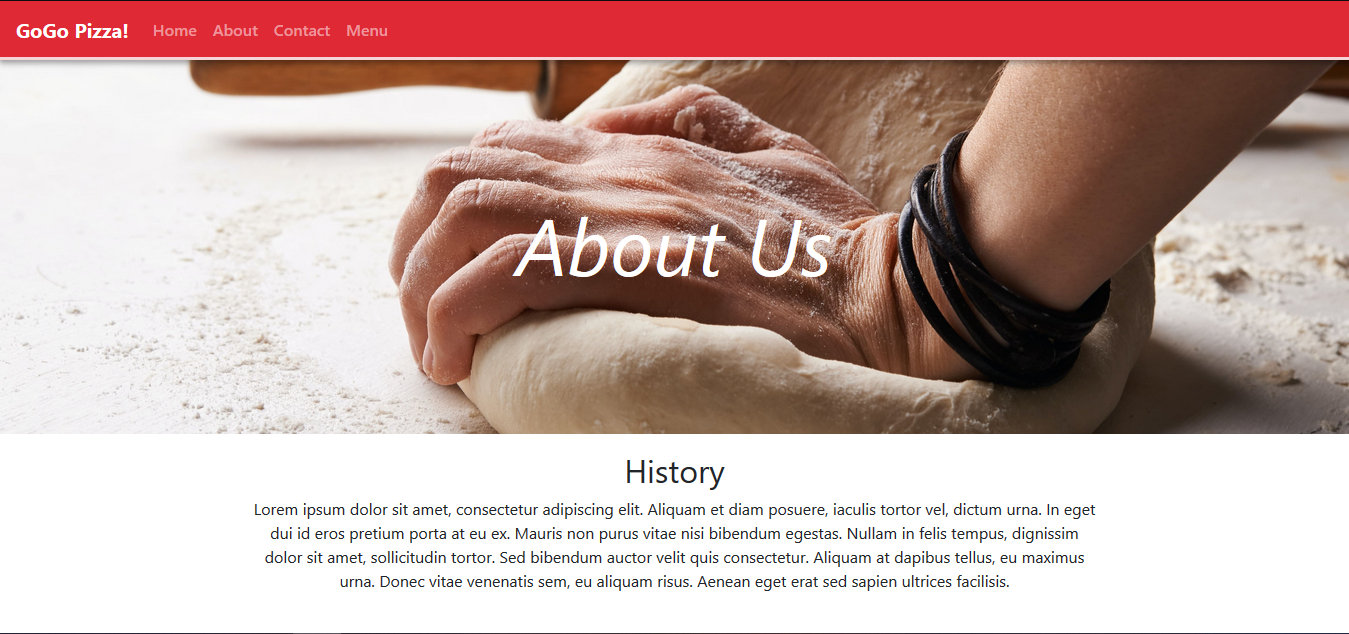 GoGo Pizza! Home About Contact Menu
About Us
History
Lorem ipsum dolor sit amet, consectetur adipiscing elit. Aliquam et diam posuere, iaculis tortor vel, dictum urna. In eget
dui id eros pretium porta at eu ex. Mauris non purus vitae nisi bibendum egestas. Nullam in felis tempus, dignissim
dolor sit amet, sollicitudin tortor. Sed bibendum auctor velit quis consectetur. Aliquam at dapibus tellus, eu maximus
urna. Donec vitae venenatis sem, eu aliquam risus. Aenean eget erat sed sapien ultrices facilisis.